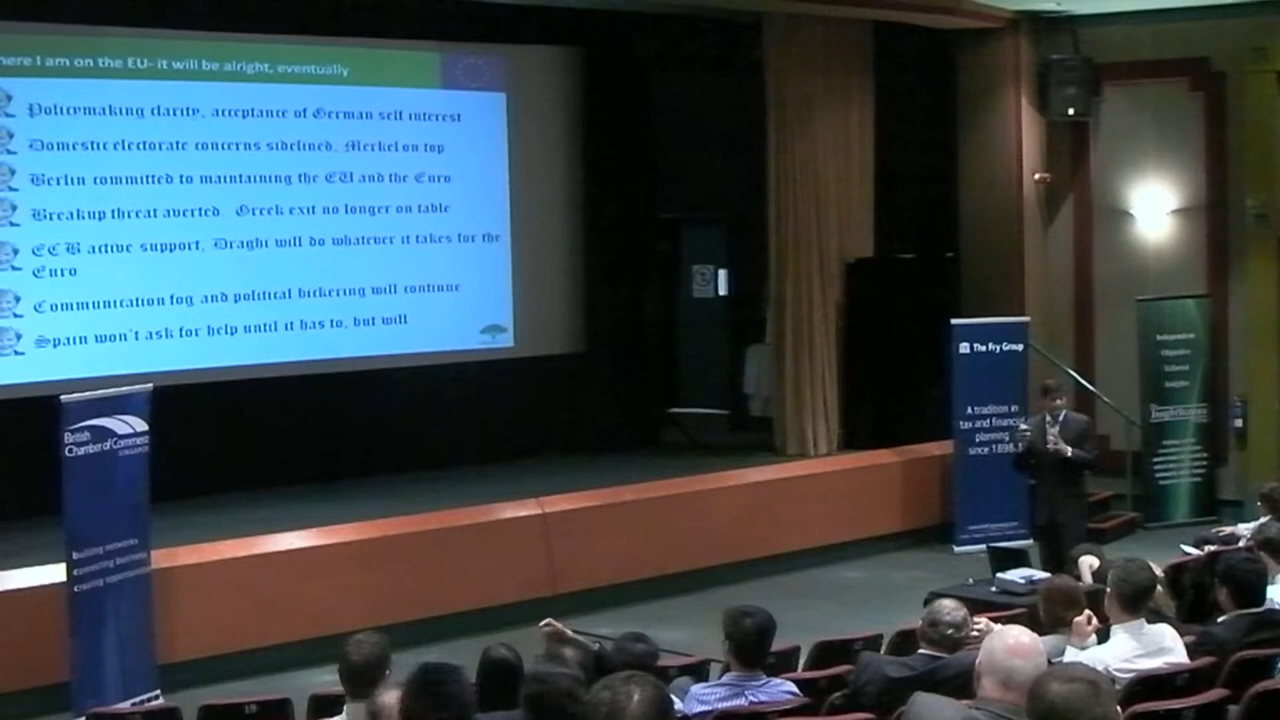 here I am on the EU- it will be alright, eventually
Policymaking clarity, acceptance of German self interest
Domestic electorate concerns sidelined. Merkel on top
Berlin committed to maintaining the EU and the Euro
Breakup threat averted. Greek exit no longer on table
ECB active support, Draghi will do whatever it takes for the
Euro
Communication fog and political bickering will continue
Spain won't ask for help until it has to, but will
British
Chamber of Commerce
SINGAPORE
building networks
connecting business
creating opportunities
The Fry Group
A tradition in
tax and financial
planning
since 1898
Independent
Objective
Tailored
Insights
19